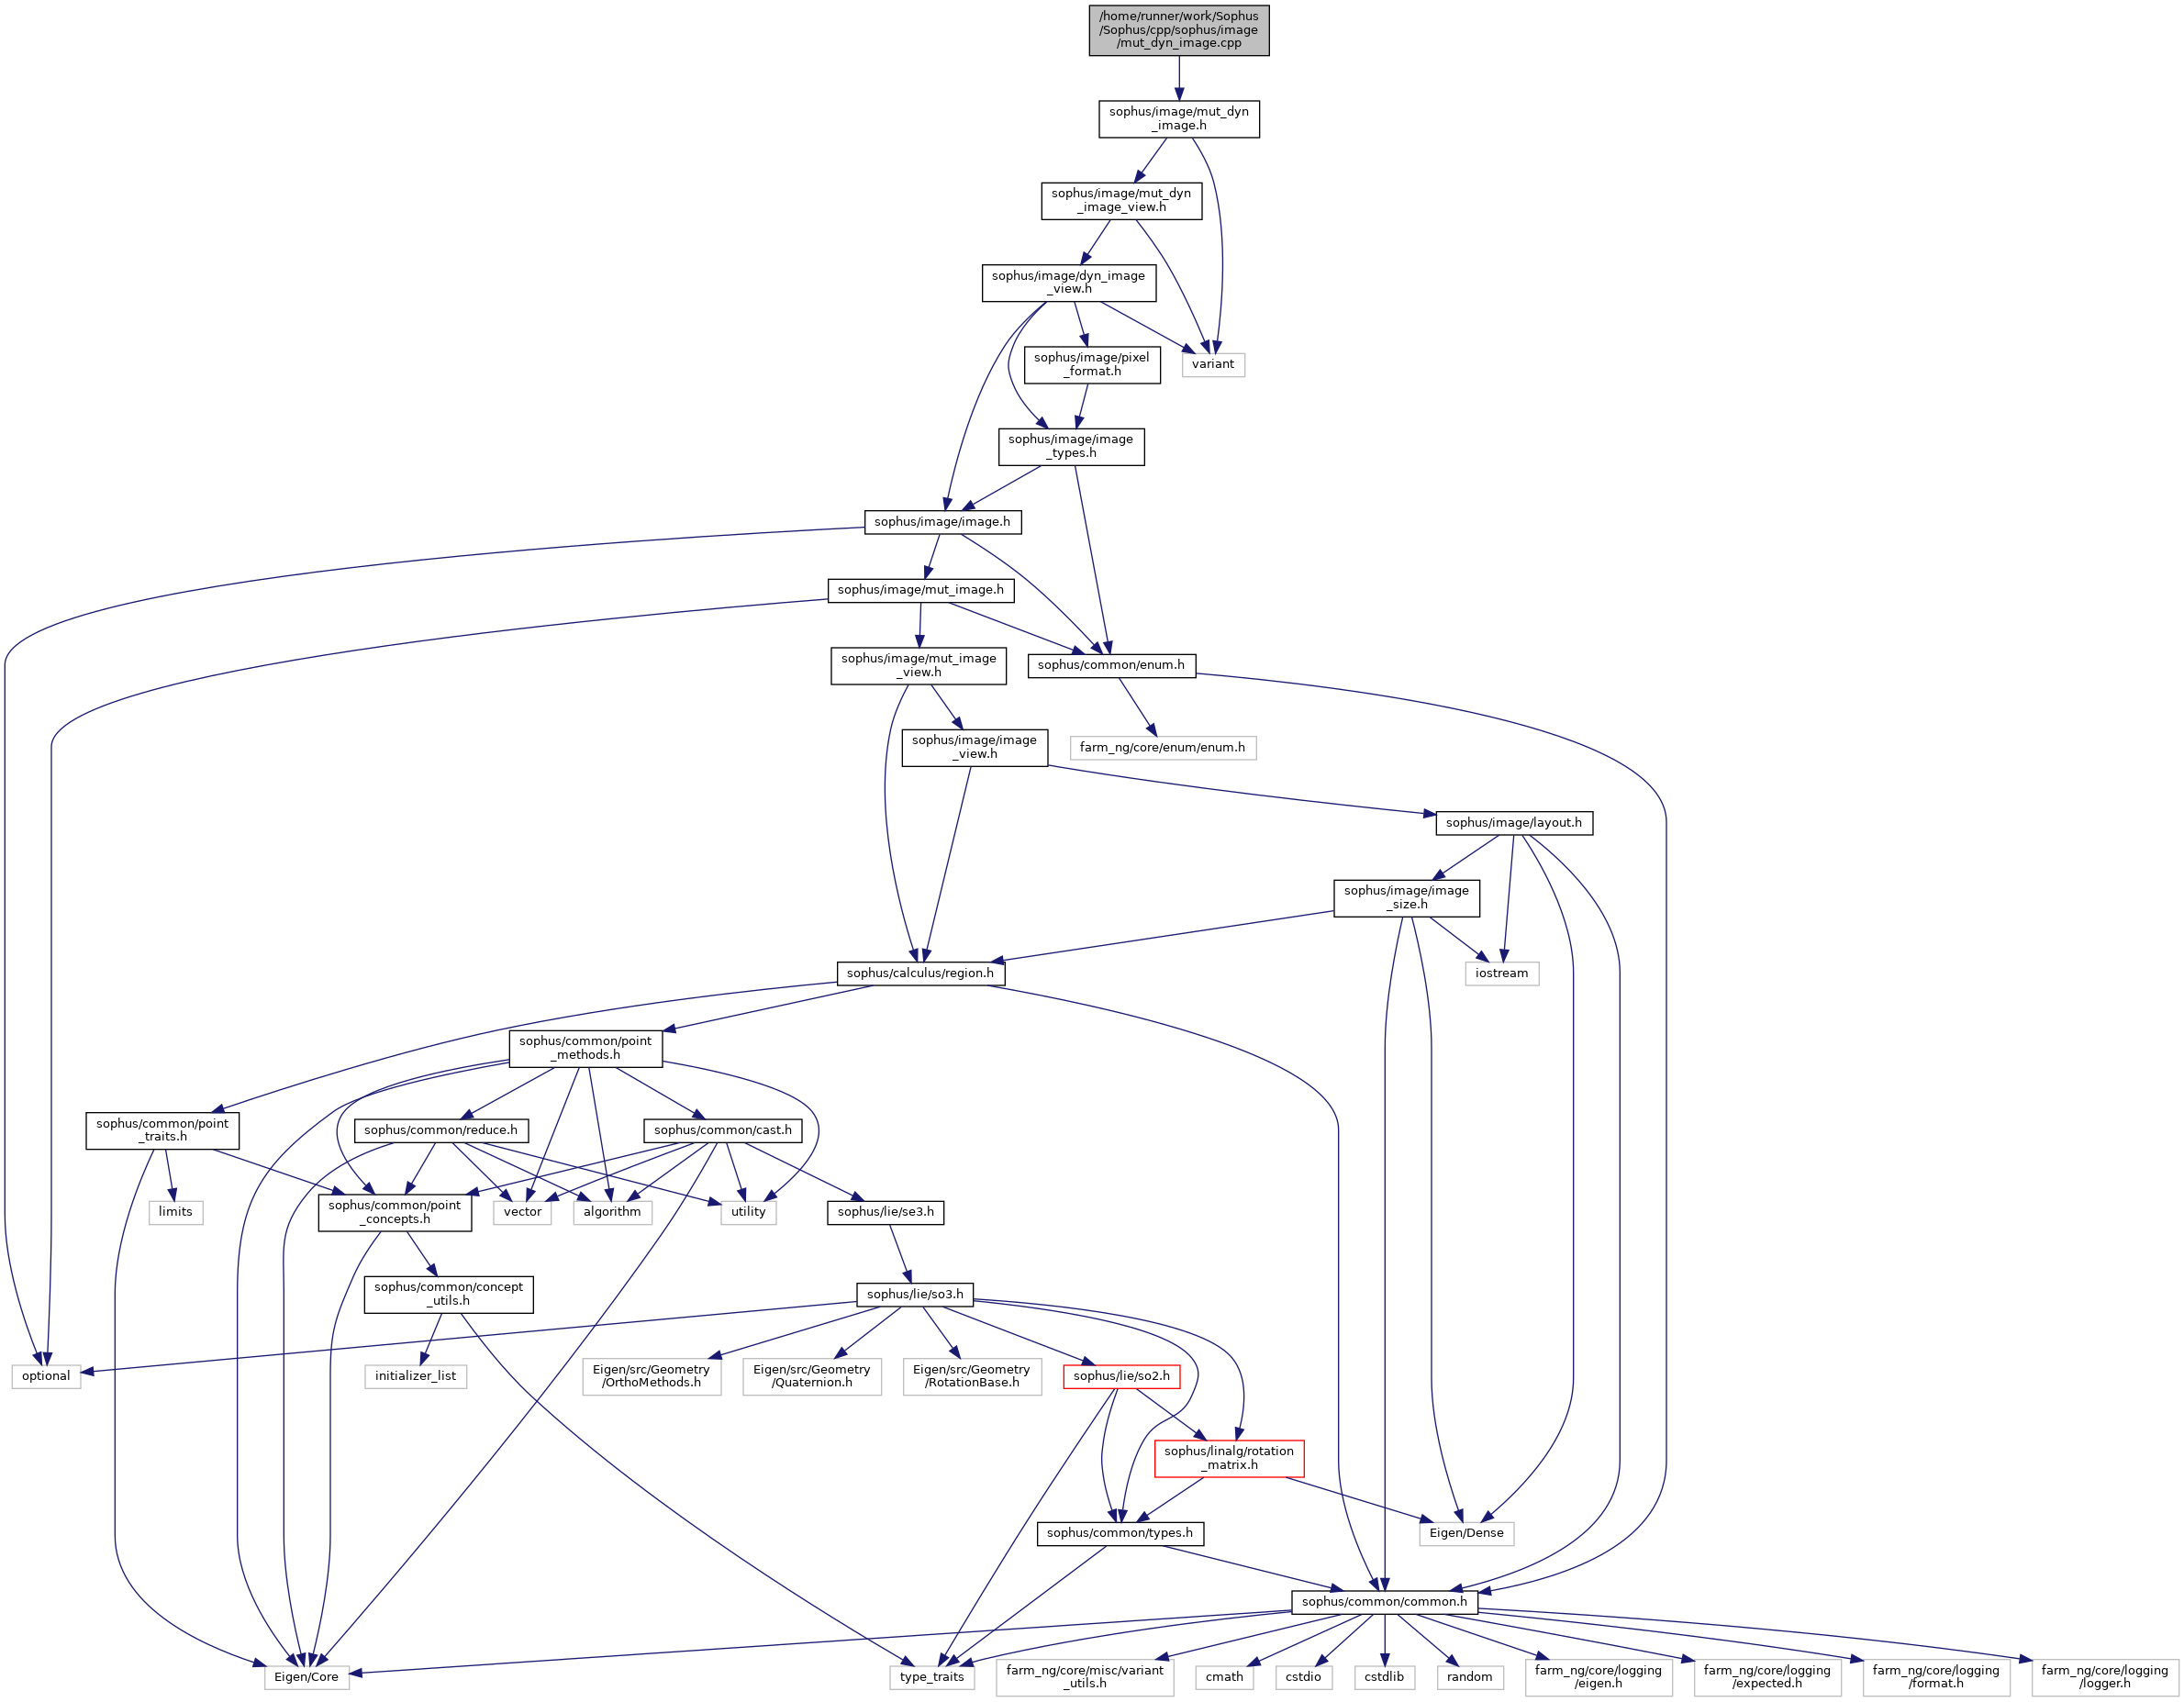 /home/runner/work/Sophus
/Sophus/cpp/sophus/image
/mut_dyn_image.cpp
sophus/image/mut_dyn
_image.h
sophus/image/mut_dyn
_image_view.h
sophus/image/dyn_image
_view.h
sophus/image/pixel
_format.h
variant
sophus/image/image
_types.h
sophus/image/image.h
sophus/image/mut_image.h
sophus/image/mut_image
_view.h
sophus/common/enum.h
sophus/image/image
_view.h
farm_ng/core/enum/enum.h
sophus/image/layout.h
sophus/image/image
_size.h
sophus/calculus/region.h
iostream
sophus/common/point
_methods.h
sophus/common/point
_traits.h
sophus/common/reduce.h
sophus/common/cast.h
limits
sophus/common/point
_concepts.h
vector
algorithm
utility
sophus/lie/se3.h
sophus/common/concept
_utils.h
sophus/lie/so3.h
optional
initializer_list
Eigen/src/Geometry
/OrthoMethods.h
Eigen/src/Geometry
/Quaternion.h
Eigen/src/Geometry
/RotationBase.h
sophus/lie/so2.h
sophus/linalg/rotation
_matrix.h
sophus/common/types.h
Eigen/Dense
sophus/common/common.h
Eigen/Core
type_traits
farm_ng/core/misc/variant
_utils.h
cmath
cstdio
cstdlib
random
farm_ng/core/logging
/eigen.h
farm_ng/core/logging
/expected.h
farm_ng/core/logging
/format.h
farm_ng/core/logging
/logger.h